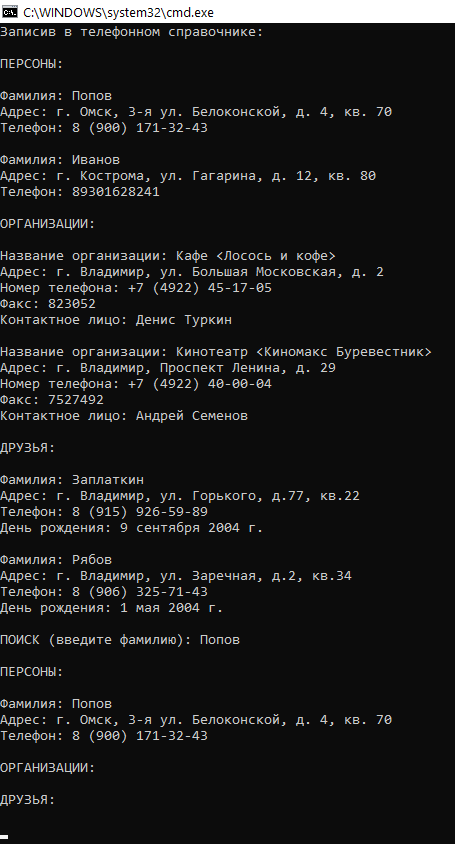 C:\WINDOWS\system32\cmd.exe
Записив в телефонном справочнике:
ПЕРСОНЫ:
Фамилия: Попов
Адрес: г. Омск, 3-я ул. Белоконской, д. 4, кв. 70
Телефон: 8 (900) 171-32-43
Фамилия: Иванов
Адрес: г. Кострома, ул. Гагарина, д. 12, кв. 80
Телефон: 89301628241
ОРГАНИЗАЦИИ:
Название организации: Кафе <Лосось и кофе>
Адрес: г. Владимир, ул. Большая Московская, д. 2
Номер телефона: +7 (4922) 45-17-05
Факс: 823052
Контактное лицо: Денис Туркин
Название организации: Кинотеатр <Киномакс Буревестник>
Адрес: г. Владимир, Проспект Ленина, д. 29
Номер телефона: +7 (4922) 40-00-04
Факс: 7527492
Контактное лицо: Андрей Семенов
ДРУЗЬЯ:
Фамилия: Заплаткин
Адрес: г. Владимир, ул. Горького, д.77, кв.22
Телефон: 8 (915) 926-59-89
День рождения: 9 сентября 2004 г.
Фамилия: Рябов
Адрес: г. Владимир, ул. Заречная, д.2, кв.34
Телефон: 8 (906) 325-71-43
День рождения: 1 мая 2004 г.
ПОИСК (введите фамилию): Попов
ПЕРСОНЫ:
Фамилия: Попов
Адрес: г. Омск, 3-я ул. Белоконской, д. 4, кв. 70
Телефон: 8 (900) 171-32-43
ОРГАНИЗАЦИИ:
ДРУЗЬЯ: